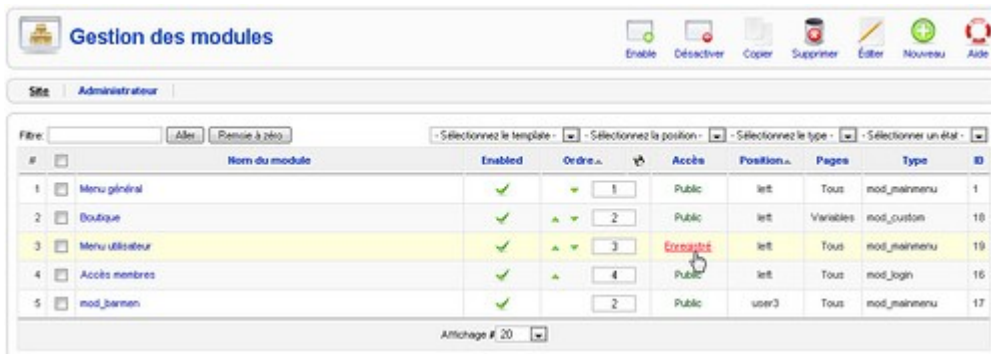 Gestion des modules
Enable Désactiver Copier Supprimer Éditer Nouveau Aide
Site Administrateur
Filtre: Aller Remsie à zéro - Sélectionnez le template - - Sélectionnez la position - - Sélectionnez le type - - Sélectionner un état -
# Nom du module Enabled Ordre Accès Position Pages Type ID
1 Menu général 1 Public left Tous mod_mainmenu 1
2 Boutique 2 Public left Variables mod_custom 18
3 Menu utilisateur 3 Enregistré left Tous mod_mainmenu 19
4 Accès membres 4 Public left Tous mod_login 16
5 mod_barmen 2 Public user3 Tous mod_mainmenu 17
Affichage # 20